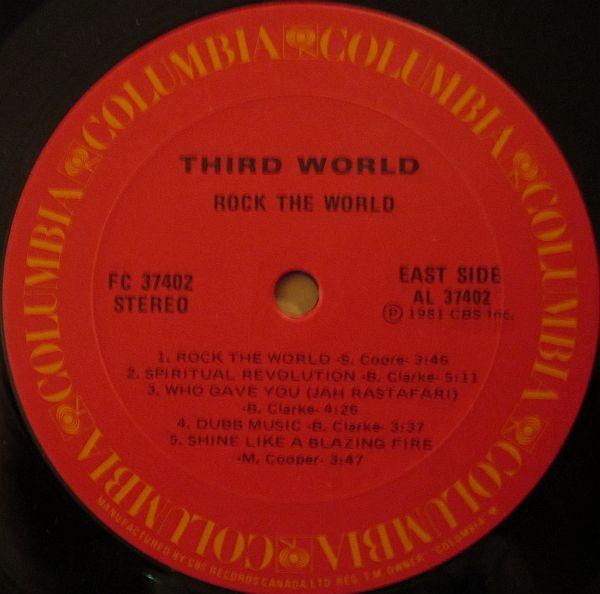 COLUMBIA COLUMBIA COLUMBIA COLUMBIA COLUMBIA COLUMBIA COLUMBIA COLUMBIA
THIRD WORLD
ROCK THE WORLD
FC 37402
STEREO
EAST SIDE
AL 37402
Ⓟ 1981 CBS Inc.
1. ROCK THE WORLD -S. Coore- 3:46
2. SPIRITUAL REVOLUTION -B. Clarke- 5:11
3. WHO GAVE YOU (JAH RASTAFARI)
-B. Clarke- 4:26
4. DUBB MUSIC -B. Clarke- 3:37
5. SHINE LIKE A BLAZING FIRE
-M. Cooper- 3:47
MANUFACTURED BY CBS RECORDS CANADA LTD. REG. T.M. OWNER "COLUMBIA"